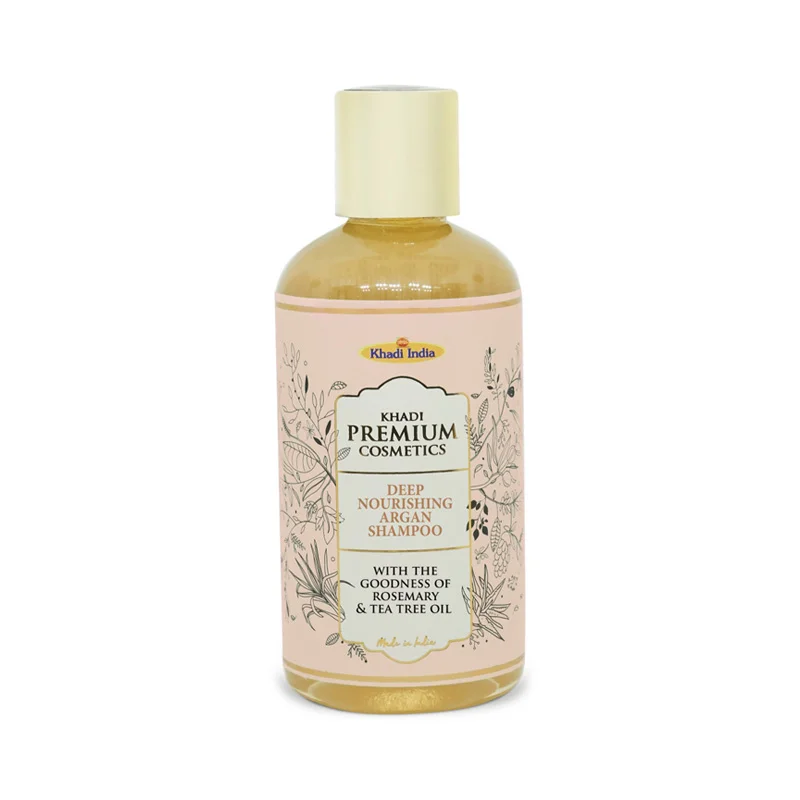 Khadi India
KHADI
PREMIUM
COSMETICS
DEEP
NOURISHING
ARGAN
SHAMPOO
WITH THE
GOODNESS OF
ROSEMARY
& TEA TREE OIL
Made in India